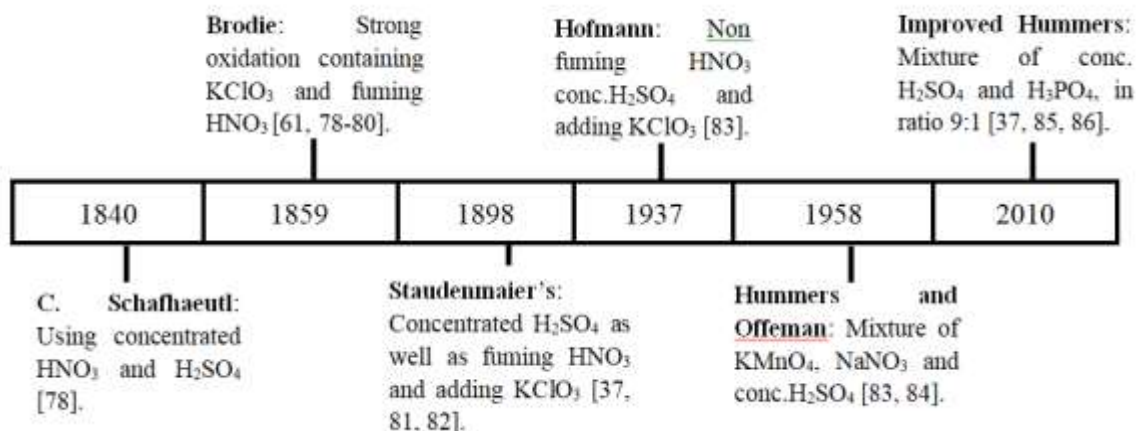 Brodie: Strong
oxidation containing
KClO₃ and fuming
HNO₃ [61, 78-80].
Hofmann: Non
fuming HNO₃
conc.H₂SO₄ and
adding KClO₃ [83].
Improved Hummers:
Mixture of conc.
H₂SO₄ and H₃PO₄, in
ratio 9:1 [37, 85, 86].
1840 1859 1898 1937 1958 2010
C. Schafhaeutl:
Using concentrated
HNO₃ and H₂SO₄
[78].
Staudenmaier's:
Concentrated H₂SO₄ as
well as fuming HNO₃
and adding KClO₃ [37,
81, 82].
Hummers and
Offeman: Mixture of
KMnO₄, NaNO₃ and
conc.H₂SO₄ [83, 84].